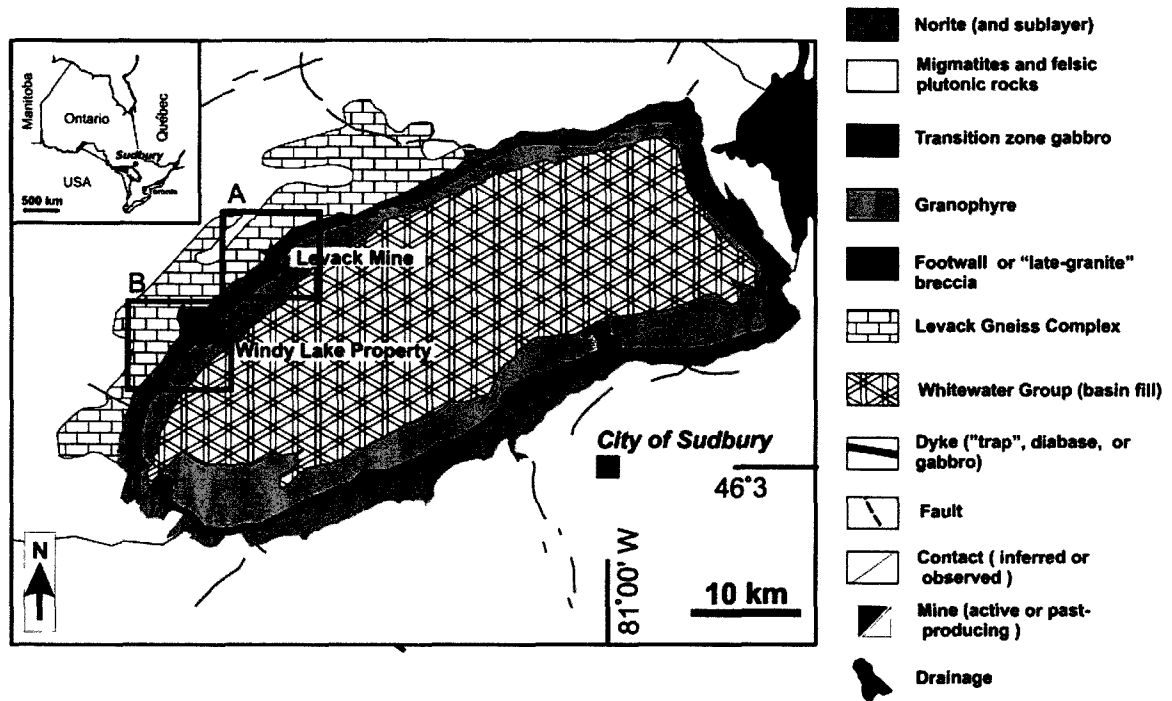 Manitoba
Ontario
Québec
Sudbury
Toronto
USA
500 km
A
Levack Mine
B
Windy Lake Property
City of Sudbury
46°3
81°00' W
N
10 km
Norite (and sublayer)
Migmatites and felsic
plutonic rocks
Transition zone gabbro
Granophyre
Footwall or "late-granite"
breccia
Levack Gneiss Complex
Whitewater Group (basin fill)
Dyke ("trap", diabase, or
gabbro)
Fault
Contact ( inferred or
observed )
Mine (active or past-
producing )
Drainage